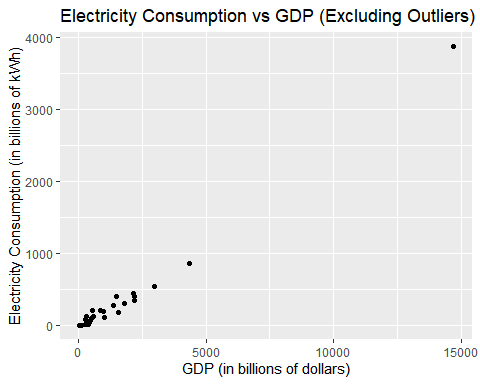 Electricity Consumption vs GDP (Excluding Outliers)
Electricity Consumption (in billions of kWh)
4000
3000
2000
1000
0
0 5000 10000 15000
GDP (in billions of dollars)